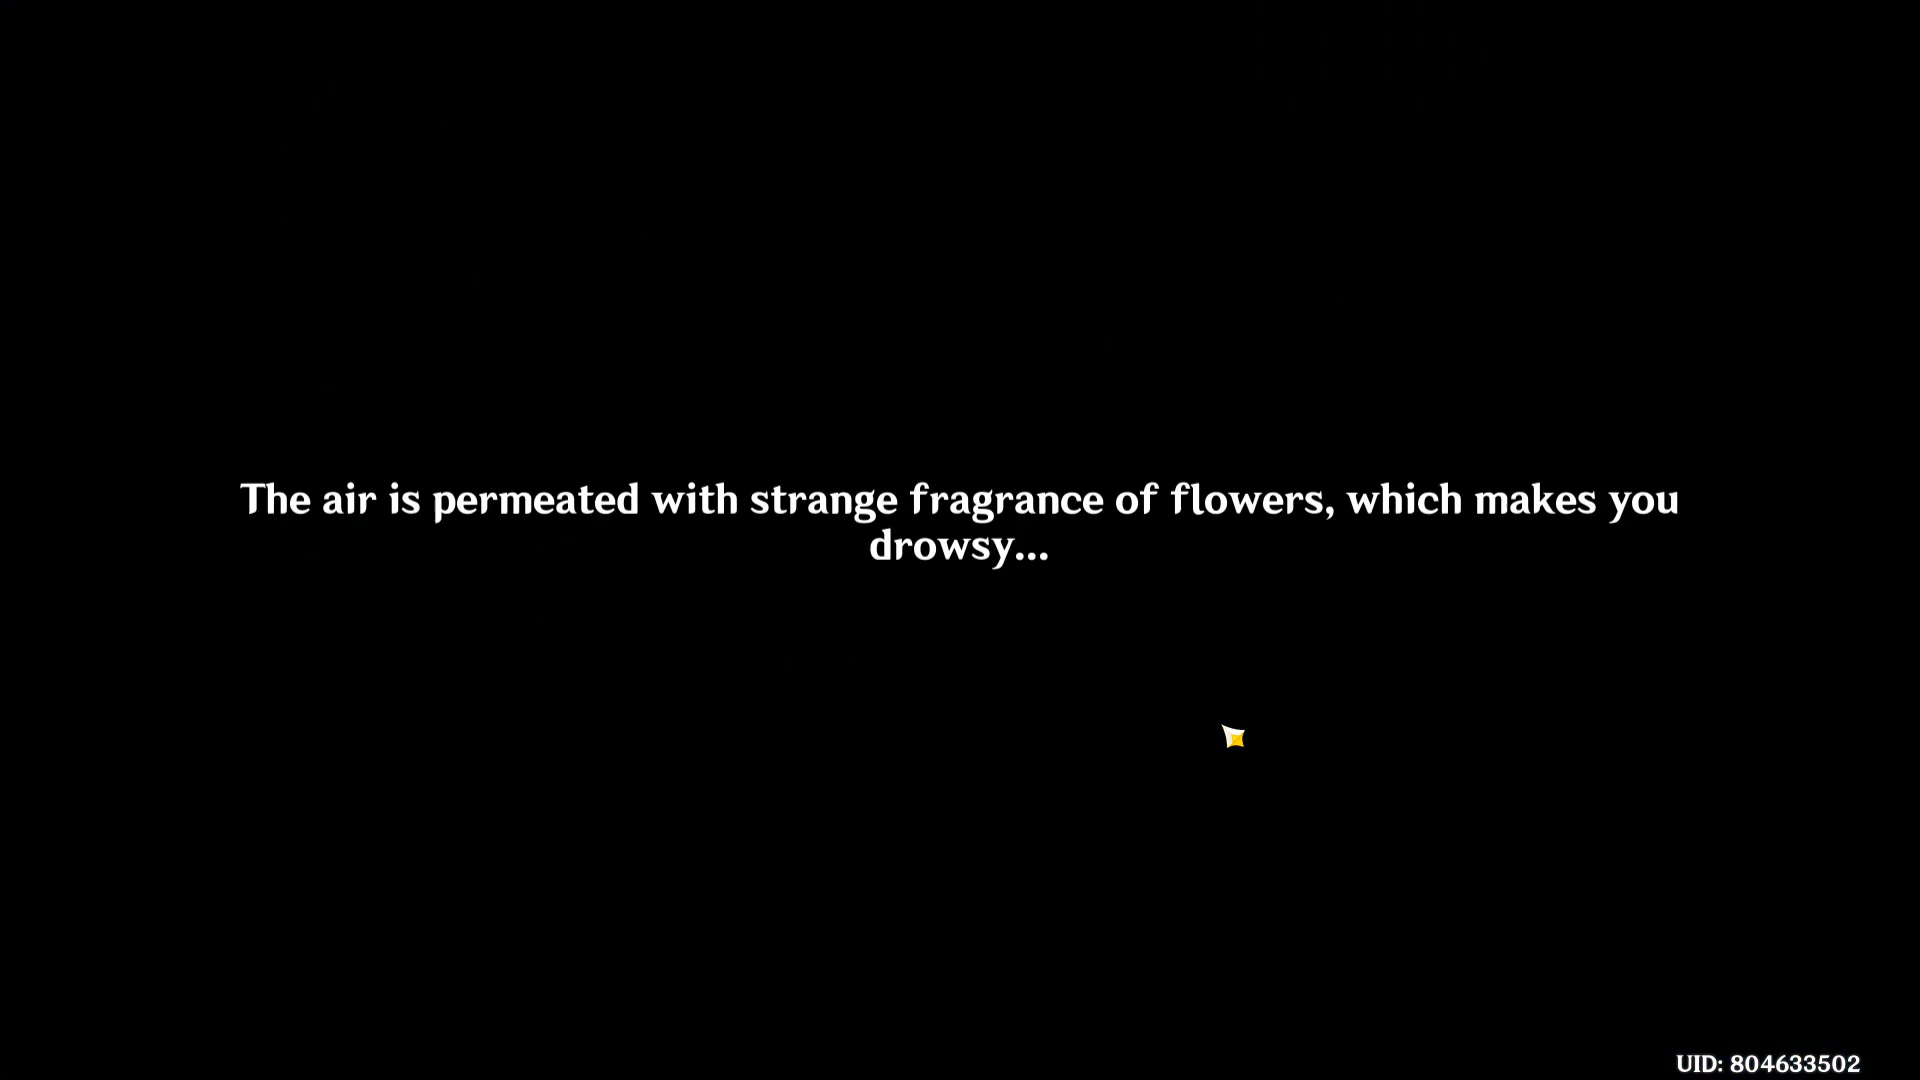 The air is permeated with strange fragrance of flowers, which makes you
drowsy...
UID: 804633502